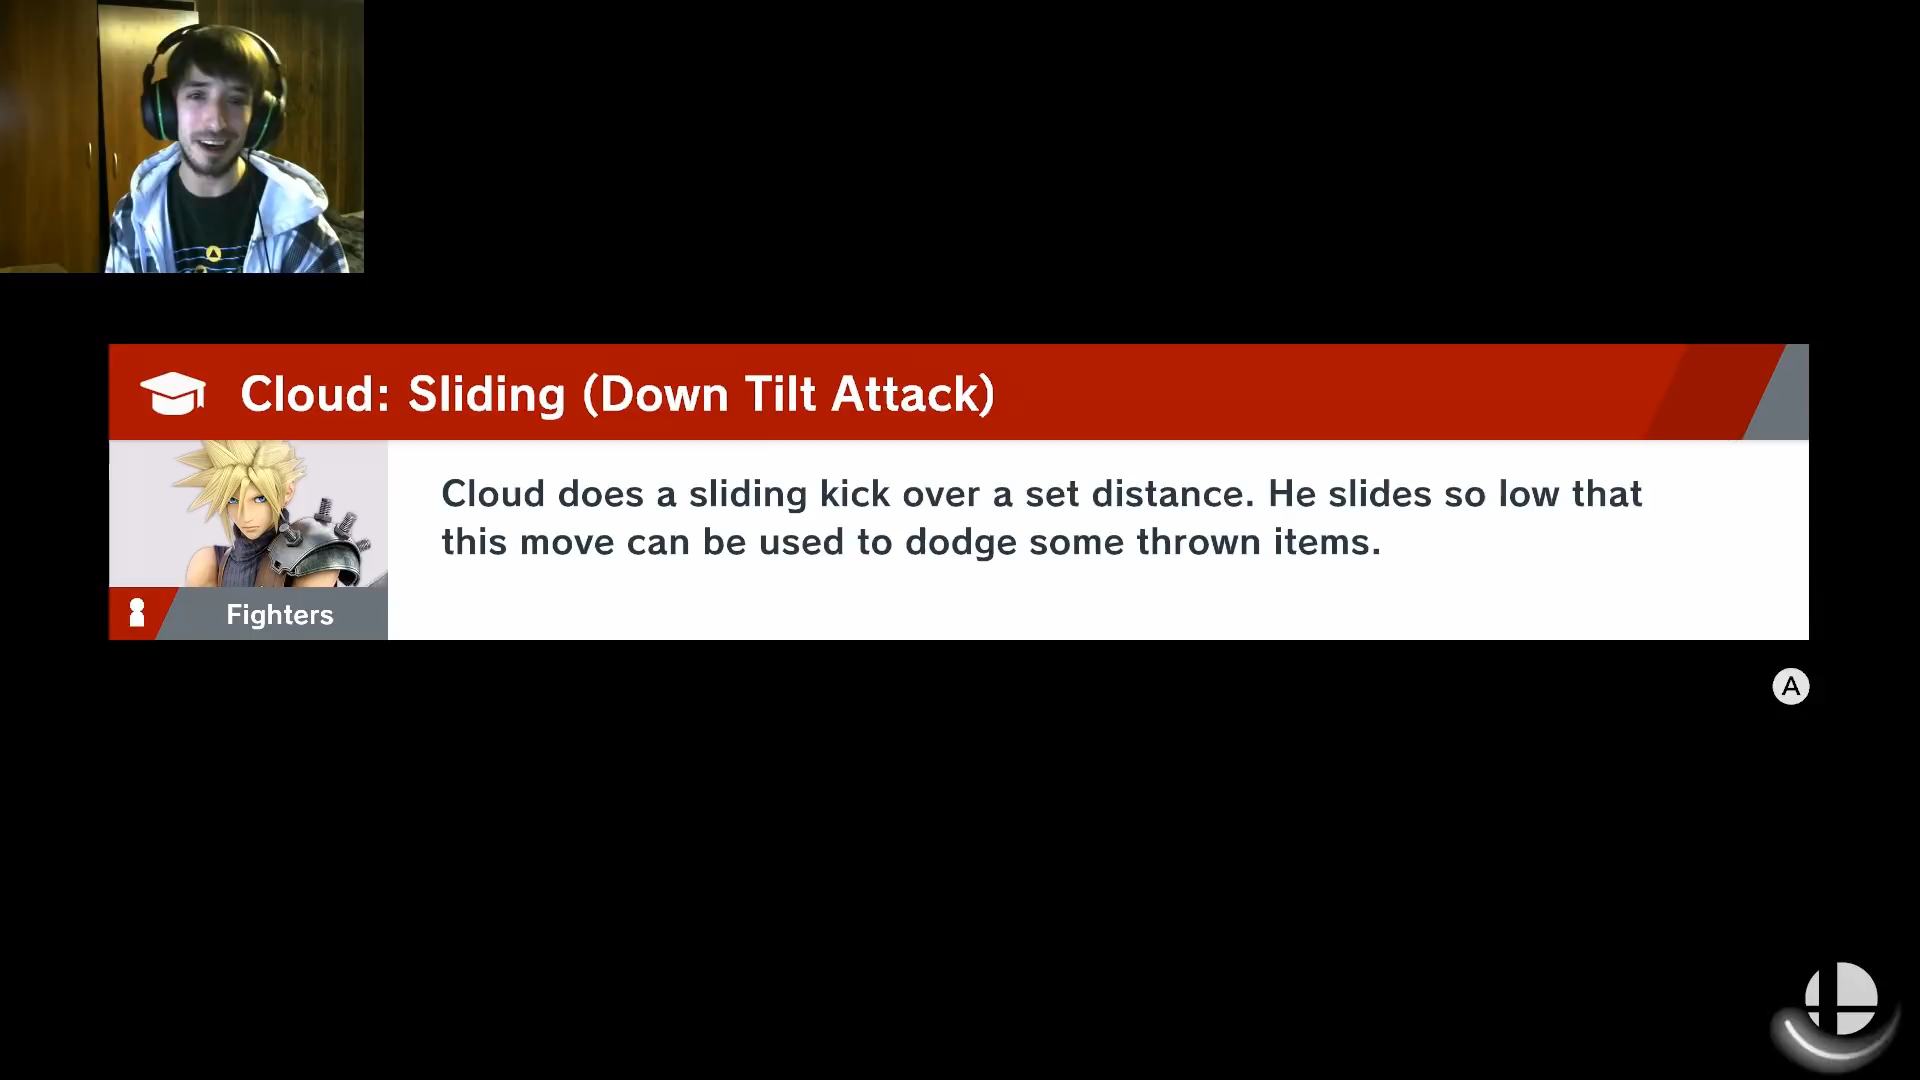 Cloud: Sliding (Down Tilt Attack)
Cloud does a sliding kick over a set distance. He slides so low that
this move can be used to dodge some thrown items.
Fighters
A